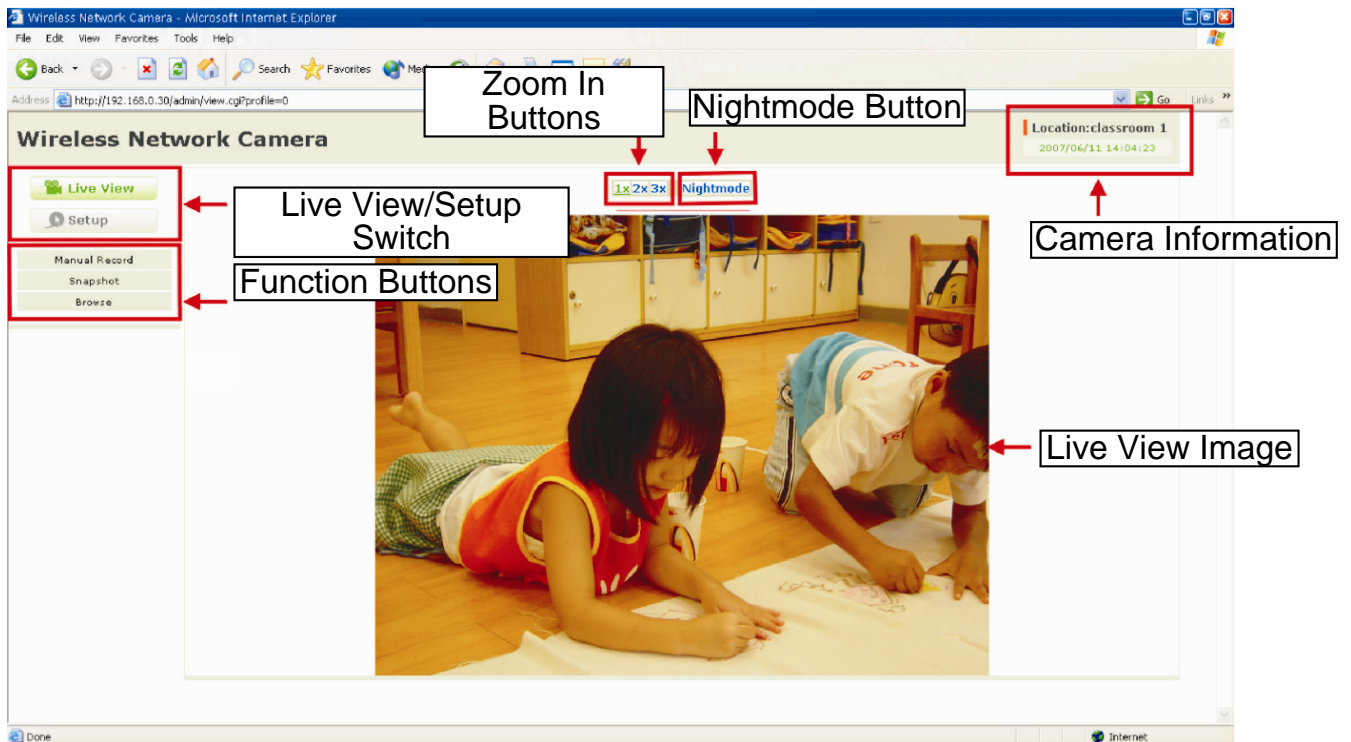 Wireless Network Camera - Microsoft Internet Explorer
File Edit View Favorites Tools Help
Back Search Favorites
Address http://192.168.0.30/admin/view.cgi?profile=0 Go Links »
Zoom In
Buttons
Nightmode Button
Wireless Network Camera
Location:classroom 1
2007/06/11 14:04:23
1x 2x 3x Nightmode
Live View
Setup
Live View/Setup
Switch
Camera Information
Manual Record
Snapshot
Browse
Function Buttons
Live View Image
Done Internet